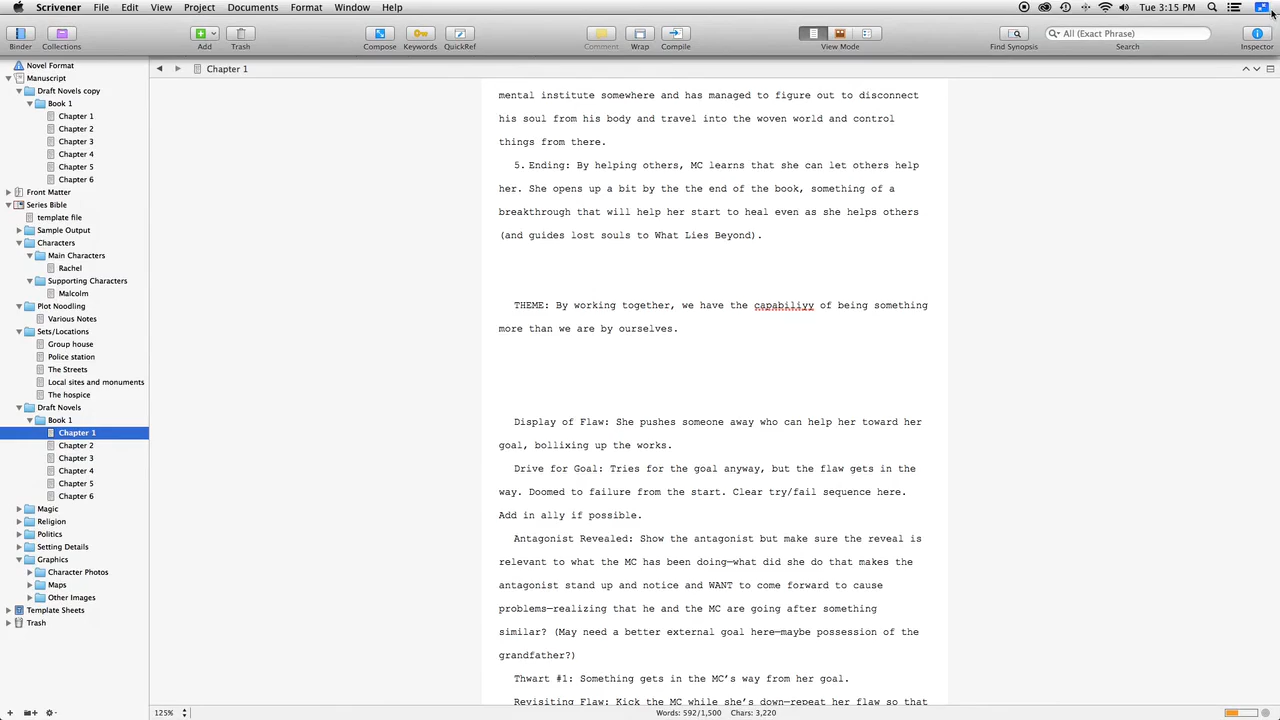 Scrivener File Edit View Project Documents Format Window Help Tue 3:15 PM
Binder Collections Add Trash Compose Keywords QuickRef Comment Wrap Compile View Mode Find Synopsis All (Exact Phrase) Search Inspector
Novel Format
Manuscript
Draft Novels copy
Book 1
Chapter 1
Chapter 2
Chapter 3
Chapter 4
Chapter 5
Chapter 6
Front Matter
Series Bible
template file
Sample Output
Characters
Main Characters
Rachel
Supporting Characters
Malcolm
Plot Noodling
Various Notes
Sets/Locations
Group house
Police station
The Streets
Local sites and monuments
The hospice
Draft Novels
Book 1
Chapter 1
Chapter 2
Chapter 3
Chapter 4
Chapter 5
Chapter 6
Magic
Religion
Politics
Setting Details
Graphics
Character Photos
Maps
Other Images
Template Sheets
Trash
Chapter 1
mental institute somewhere and has managed to figure out to disconnect
his soul from his body and travel into the woven world and control
things from there.
5. Ending: By helping others, MC learns that she can let others help
her. She opens up a bit by the the end of the book, something of a
breakthrough that will help her start to heal even as she helps others
(and guides lost souls to What Lies Beyond).
THEME: By working together, we have the capabiliyy of being something
more than we are by ourselves.
Display of Flaw: She pushes someone away who can help her toward her
goal, bollixing up the works.
Drive for Goal: Tries for the goal anyway, but the flaw gets in the
way. Doomed to failure from the start. Clear try/fail sequence here.
Add in ally if possible.
Antagonist Revealed: Show the antagonist but make sure the reveal is
relevant to what the MC has been doing—what did she do that makes the
antagonist stand up and notice and WANT to come forward to cause
problems—realizing that he and the MC are going after something
similar? (May need a better external goal here—maybe possession of the
grandfather?)
Thwart #1: Something gets in the MC's way from her goal.
Revisiting Flaw: Kick the MC while she's down—repeat her flaw so that
125% Words: 592/1,500 Chars: 3,220